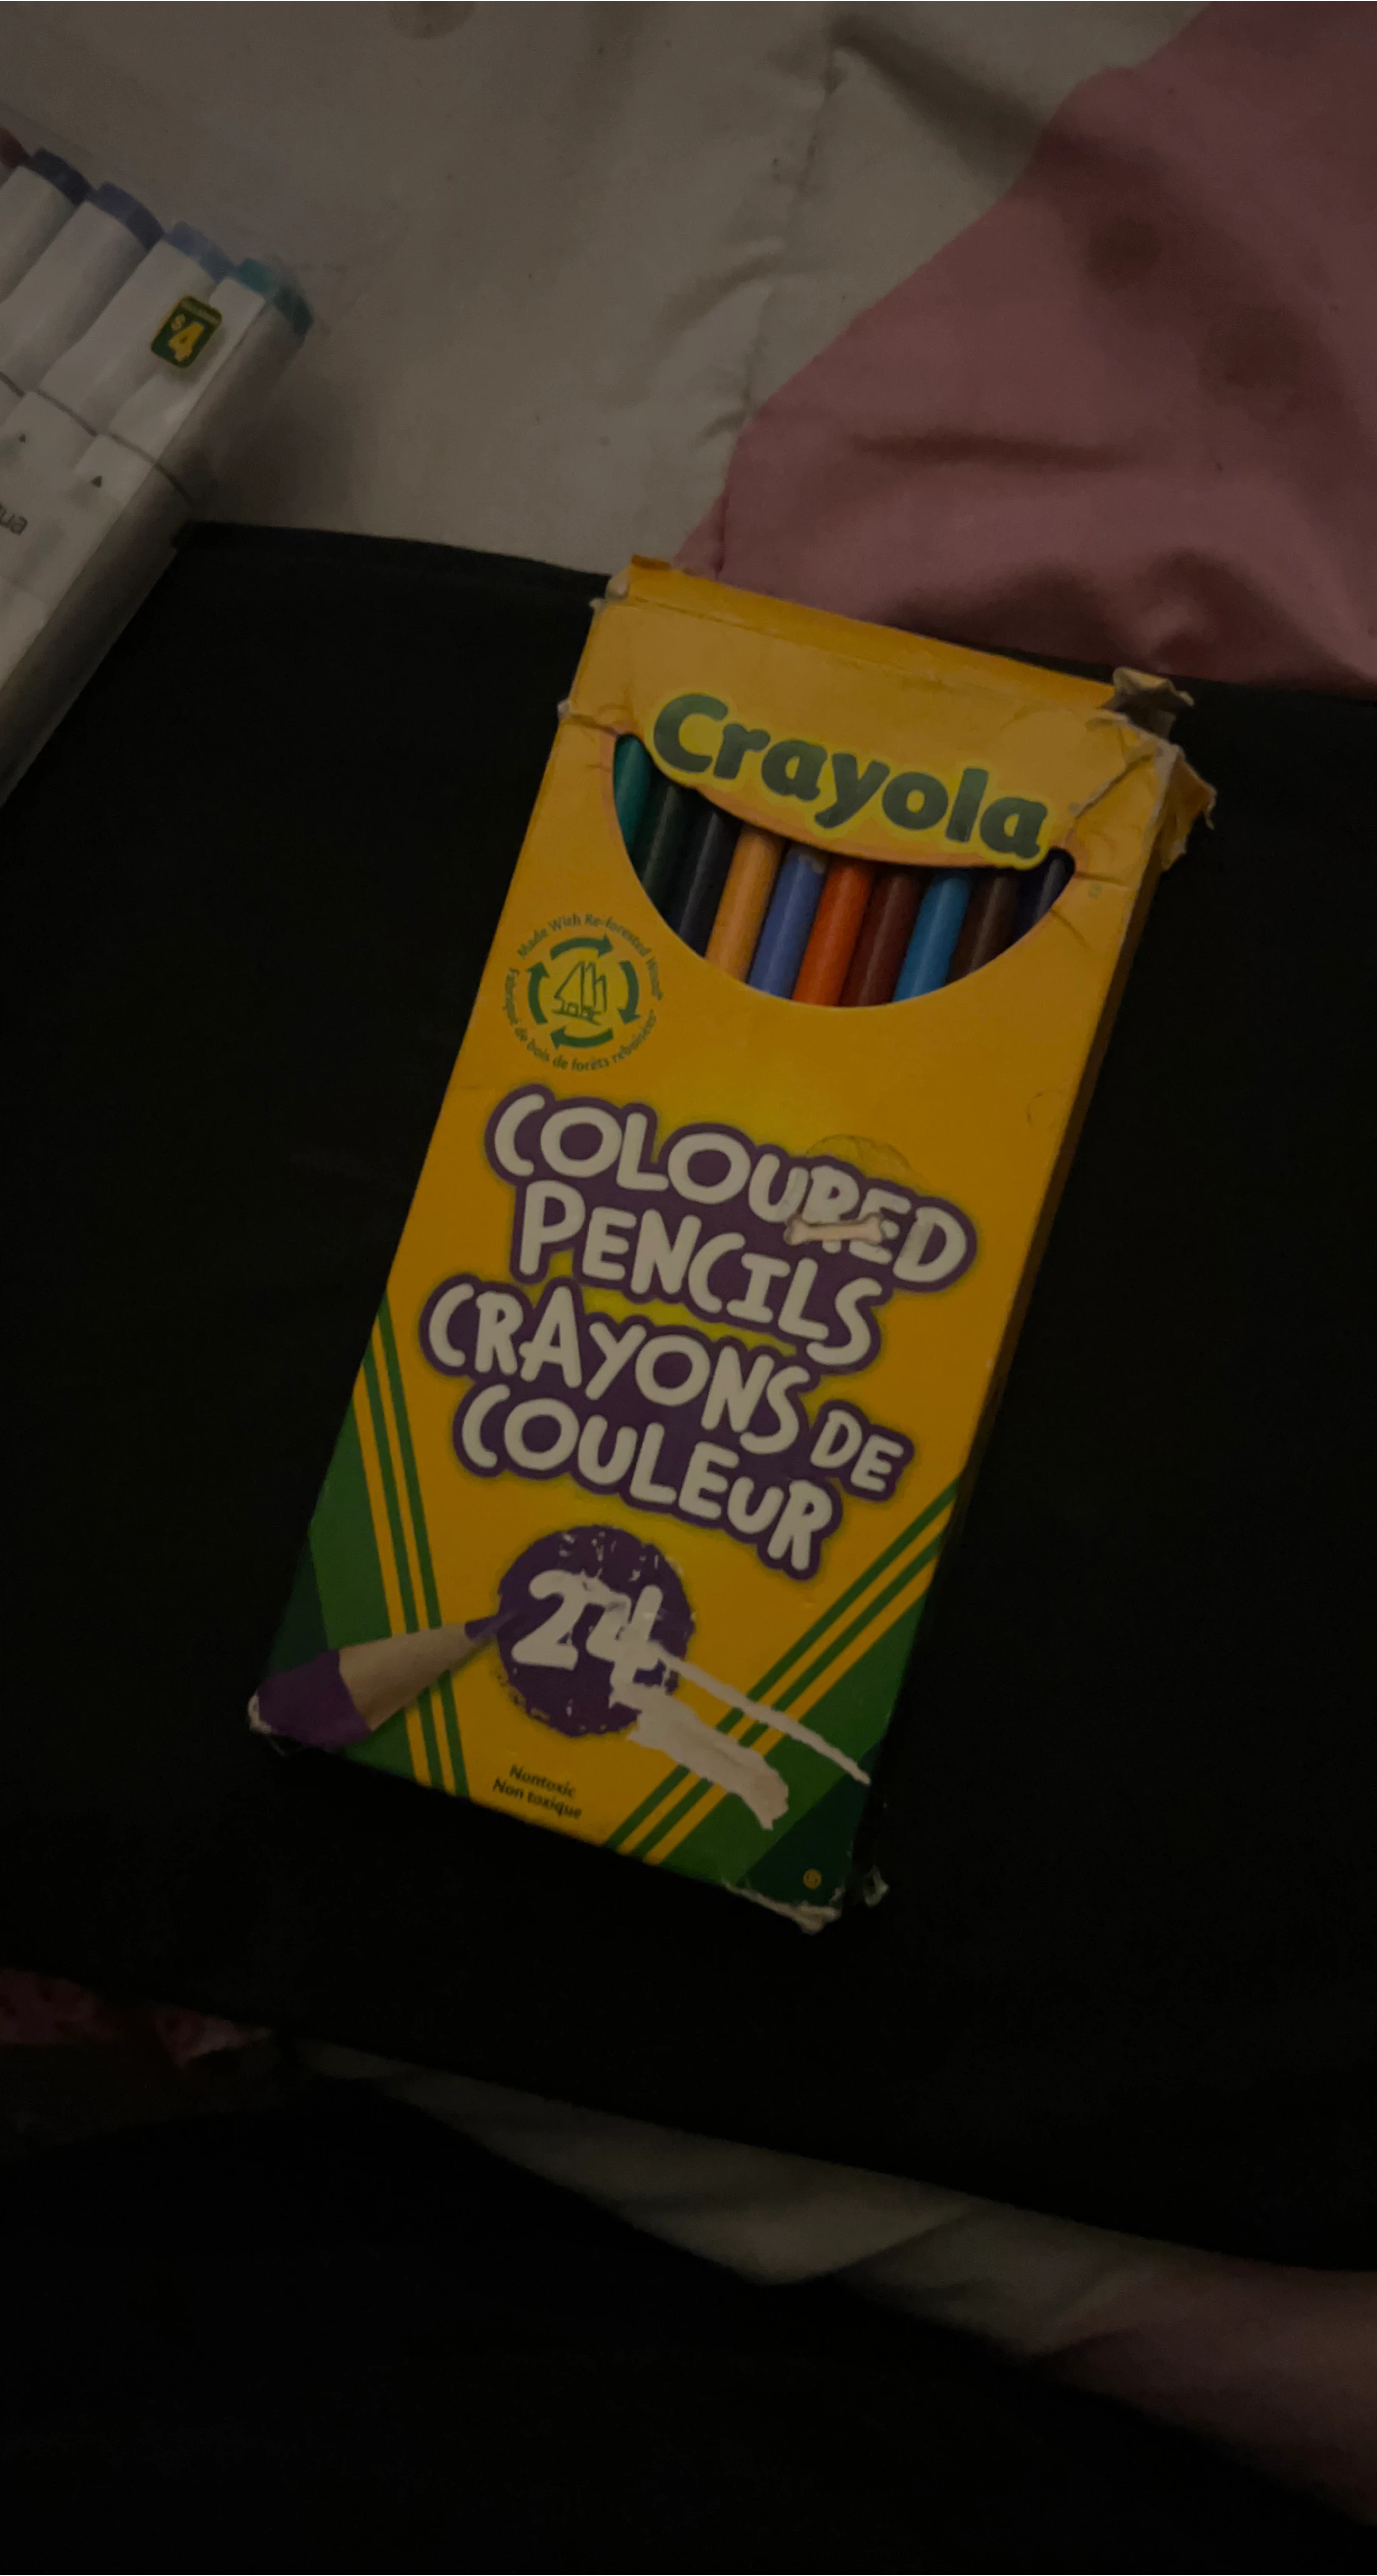 $4
Crayola
Made With Re-forested Wood*
Fabriqué de bois de forêts reboisées*
COLOURED
PENCILS
CRAYONS DE
COULEUR
24
Nontoxic
Non toxique
®